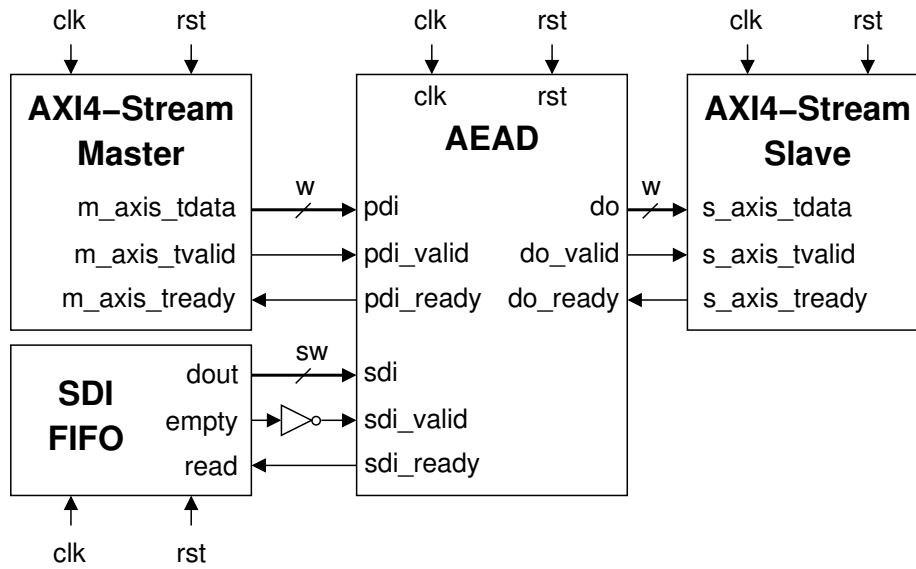 clk rst
clk rst
clk rst
AXI4-Stream
Master
m_axis_tdata
m_axis_tvalid
m_axis_tready
w
clk rst
AEAD
pdi
pdi_valid
pdi_ready
do
do_valid
do_ready
w
AXI4-Stream
Slave
s_axis_tdata
s_axis_tvalid
s_axis_tready
SDI
FIFO
dout
empty
read
sw
sdi
sdi_valid
sdi_ready
clk rst